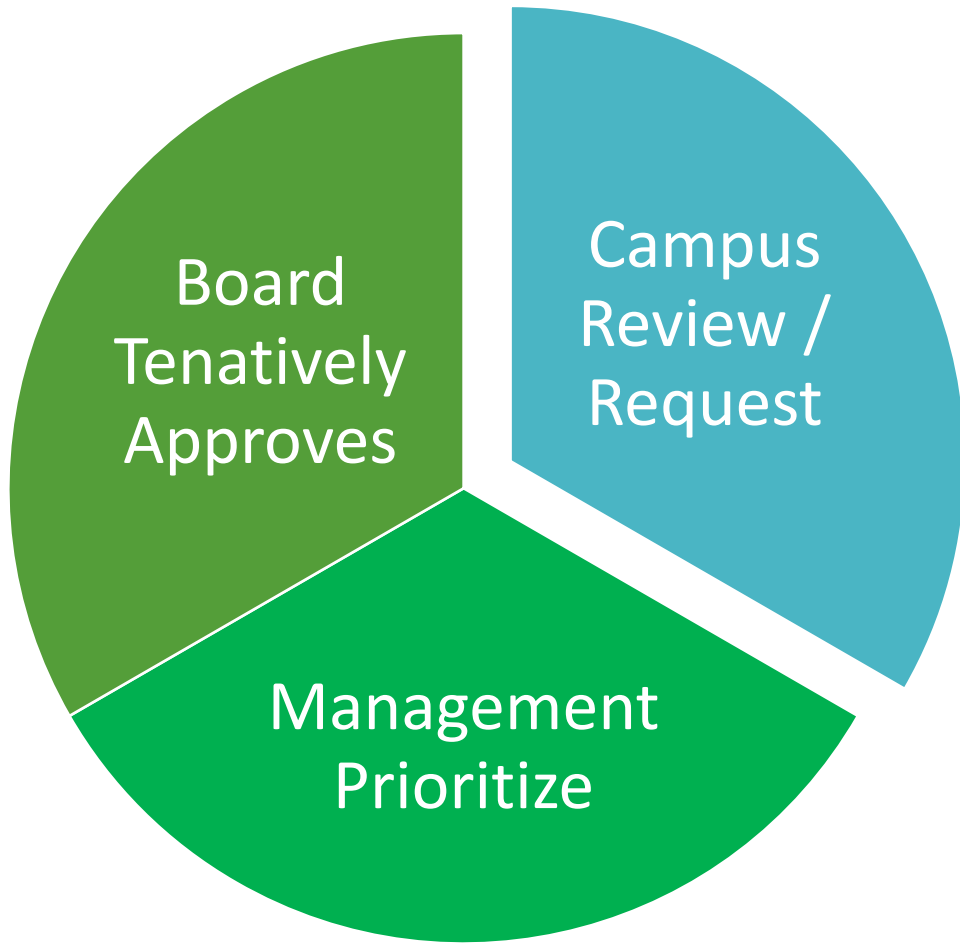 Campus
Review /
Request
Management
Prioritize
Board
Tenatively
Approves